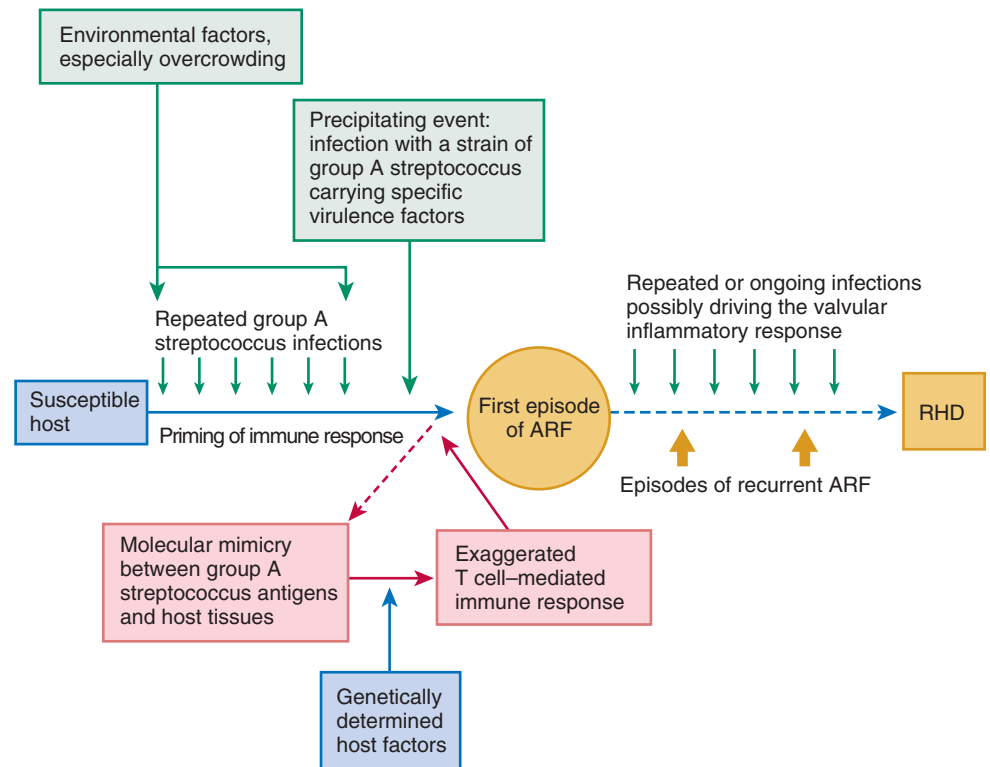 Environmental factors,
especially overcrowding
Precipitating event:
infection with a strain of
group A streptococcus
carrying specific
virulence factors
Repeated group A
streptococcus infections
Repeated or ongoing infections
possibly driving the valvular
inflammatory response
Susceptible
host
Priming of immune response
First episode
of ARF
RHD
Episodes of recurrent ARF
Molecular mimicry
between group A
streptococcus antigens
and host tissues
Exaggerated
T cell–mediated
immune response
Genetically
determined
host factors